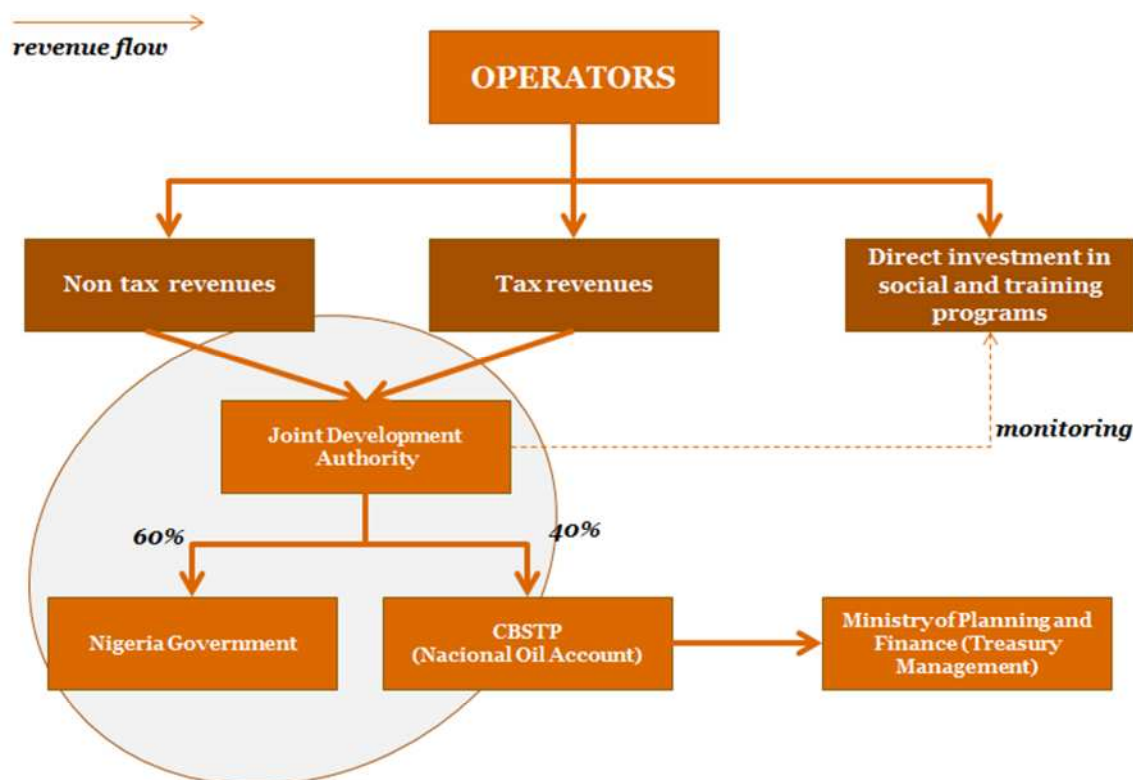 revenue flow
OPERATORS
Non tax revenues
Tax revenues
Direct investment in
social and training
programs
Joint Development
Authority
monitoring
60%
40%
Nigeria Government
CBSTP
(Nacional Oil Account)
Ministry of Planning and
Finance (Treasury
Management)